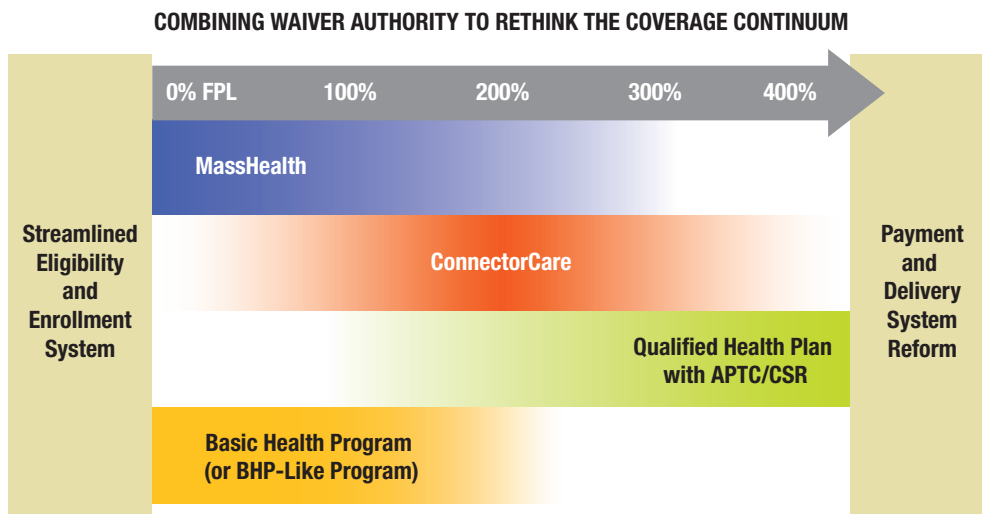 COMBINING WAIVER AUTHORITY TO RETHINK THE COVERAGE CONTINUUM
0% FPL 100% 200% 300% 400%
MassHealth
Streamlined
Eligibility
and
Enrollment
System
ConnectorCare
Payment
and
Delivery
System
Reform
Qualified Health Plan
with APTC/CSR
Basic Health Program
(or BHP-Like Program)